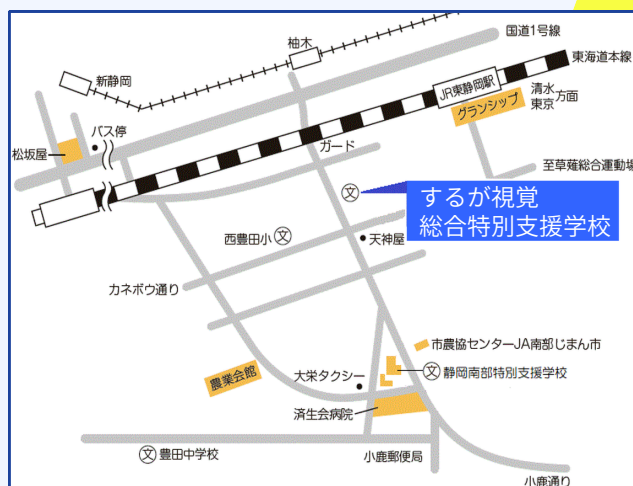 国道1号線
柚木
東海道本線
新静岡
JR東静岡駅
清水
東京
方面
グランシップ
バス停
松坂屋
ガード
至草薙総合運動場
文
するが視覚
総合特別支援学校
西豊田小
文
天神屋
カネボウ通り
市農協センターJA南部じまん市
農業会館
大栄タクシー
文
静岡南部特別支援学校
済生会病院
文
豊田中学校
小鹿郵便局
小鹿通り